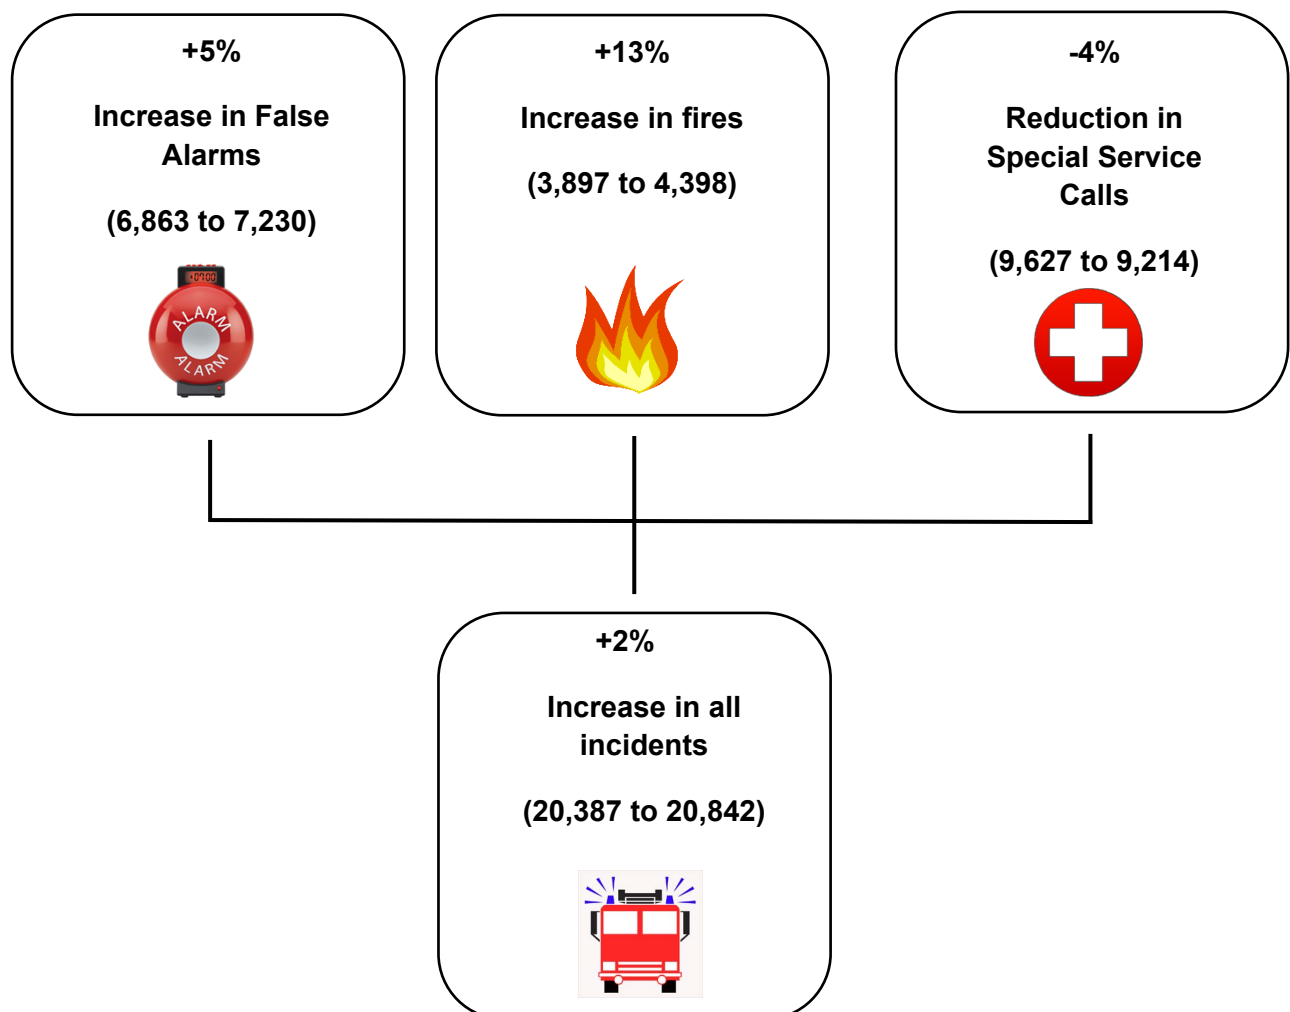 +5%
Increase in False
Alarms
(6,863 to 7,230)
ALARM
ALARM
+13%
Increase in fires
(3,897 to 4,398)
-4%
Reduction in
Special Service
Calls
(9,627 to 9,214)
+2%
Increase in all
incidents
(20,387 to 20,842)